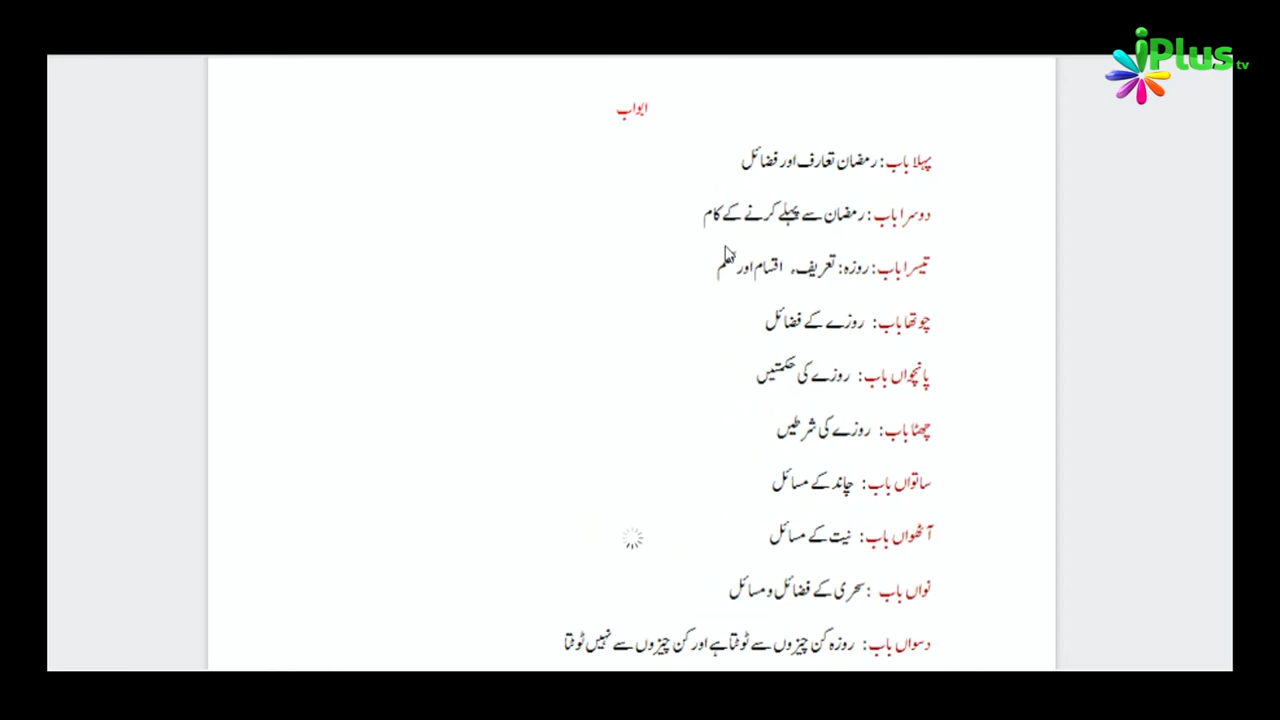 iPlus tv
ابواب
پہلا باب: رمضان تعارف اور فضائل
دوسرا باب: رمضان سے پہلے کرنے کے کام
تیسرا باب: روزہ: تعریف، اقسام اور حکم
چوتھا باب: روزے کے فضائل
پانچواں باب: روزے کی حکمتیں
چھٹا باب: روزے کی شرطیں
ساتواں باب: چاند کے مسائل
آٹھواں باب: نیت کے مسائل
نواں باب: سحری کے فضائل و مسائل
دسواں باب: روزہ کن چیزوں سے ٹوٹتا ہے اور کن چیزوں سے نہیں ٹوٹتا